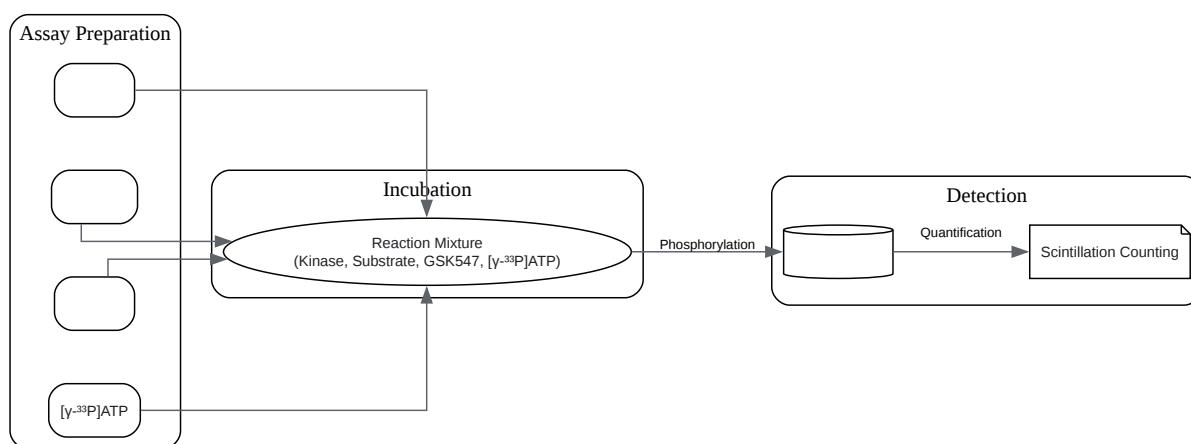 Assay Preparation
Incubation
Reaction Mixture
(Kinase, Substrate, GSK547, [γ-³³P]ATP)
Phosphorylation
Detection
Quantification
Scintillation Counting
[γ-³³P]ATP